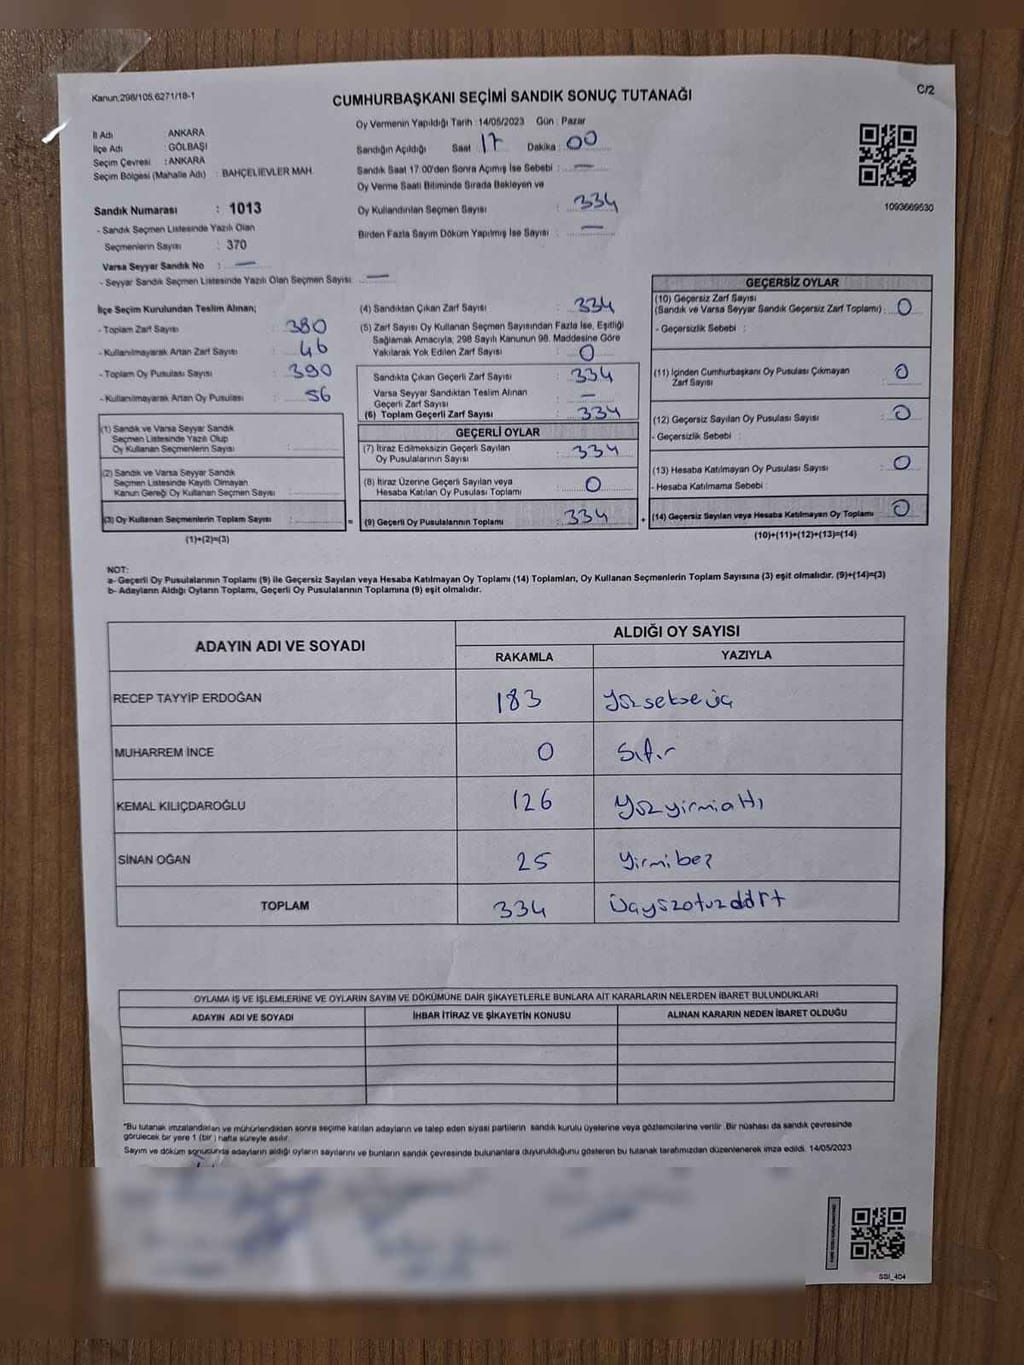 Kanun;298/105,6271/18-1
C/2
CUMHURBAŞKANI SEÇİMİ SANDIK SONUÇ TUTANAĞI
Oy Vermenin Yapıldığı Tarih : 14/05/2023 Gün : Pazar
İl Adı : ANKARA
İlçe Adı : GÖLBAŞI
Seçim Çevresi : ANKARA
Seçim Bölgesi (Mahalle Adı) : BAHÇELİEVLER MAH.
Sandığın Açıldığı Saat 17 Dakika : 00
Sandık Saat 17.00'den Sonra Açımış İse Sebebi : —
Oy Verme Saati Bitiminde Sırada Bekleyen ve
Oy Kullandırılan Seçmen Sayısı : 334
Birden Fazla Sayım Döküm Yapılmış İse Sayısı : —
1093669530
Sandık Numarası : 1013
- Sandık Seçmen Listesinde Yazılı Olan
Seçmenlerin Sayısı : 370
Varsa Seyyar Sandık No : —
- Seyyar Sandık Seçmen Listesinde Yazılı Olan Seçmen Sayısı : —
İlçe Seçim Kurulundan Teslim Alınan;
- Toplam Zarf Sayısı : 380
- Kullanılmayarak Artan Zarf Sayısı : 46
- Toplam Oy Pusulası Sayısı : 390
- Kullanılmayarak Artan Oy Pusulası : 56
(1) Sandık ve Varsa Seyyar Sandık
Seçmen Listesinde Yazılı Olup
Oy Kullanan Seçmenlerin Sayısı :
(2) Sandık ve Varsa Seyyar Sandık
Seçmen Listesinde Kayıtlı Olmayan
Kanun Gereği Oy Kullanan Seçmen Sayısı :
(3) Oy Kullanan Seçmenlerin Toplam Sayısı :
(1)+(2)=(3)
(4) Sandıktan Çıkan Zarf Sayısı : 334
(5) Zarf Sayısı Oy Kullanan Seçmen Sayısından Fazla İse, Eşitliği
Sağlamak Amacıyla; 298 Sayılı Kanunun 98. Maddesine Göre
Yakılarak Yok Edilen Zarf Sayısı : 0
Sandıkta Çıkan Geçerli Zarf Sayısı : 334
Varsa Seyyar Sandıktan Teslim Alınan
Geçerli Zarf Sayısı : —
(6) Toplam Geçerli Zarf Sayısı : 334
GEÇERLİ OYLAR
(7) İtiraz Edilmeksizin Geçerli Sayılan
Oy Pusulalarının Sayısı : 334
(8) İtiraz Üzerine Geçerli Sayılan veya
Hesaba Katılan Oy Pusulası Toplamı : 0
= (9) Geçerli Oy Pusulalarının Toplamı : 334
GEÇERSİZ OYLAR
(10) Geçersiz Zarf Sayısı
(Sandık ve Varsa Seyyar Sandık Geçersiz Zarf Toplamı) : 0
- Geçersizlik Sebebi :
(11) İçinden Cumhurbaşkanı Oy Pusulası Çıkmayan
Zarf Sayısı : 0
(12) Geçersiz Sayılan Oy Pusulası Sayısı : 0
- Geçersizlik Sebebi :
(13) Hesaba Katılmayan Oy Pusulası Sayısı : 0
- Hesaba Katılmama Sebebi :
+ (14) Geçersiz Sayılan veya Hesaba Katılmayan Oy Toplamı : 0
(10)+(11)+(12)+(13)=(14)
NOT:
a- Geçerli Oy Pusulalarının Toplamı (9) ile Geçersiz Sayılan veya Hesaba Katılmayan Oy Toplamı (14) Toplamları, Oy Kullanan Seçmenlerin Toplam Sayısına (3) eşit olmalıdır. (9)+(14)=(3)
b- Adayların Aldığı Oyların Toplamı, Geçerli Oy Pusulalarının Toplamına (9) eşit olmalıdır.
ADAYIN ADI VE SOYADI ALDIĞI OY SAYISI
RAKAMLA YAZIYLA
RECEP TAYYİP ERDOĞAN 183 Yüzseksenüç
MUHARREM İNCE 0 Sıfır
KEMAL KILIÇDAROĞLU 126 Yüzyirmialtı
SİNAN OĞAN 25 Yirmibeş
TOPLAM 334 Üçyüzotuzdört
OYLAMA İŞ VE İŞLEMLERİNE VE OYLARIN SAYIM VE DÖKÜMÜNE DAİR ŞİKAYETLERLE BUNLARA AİT KARARLARIN NELERDEN İBARET BULUNDUKLARI
ADAYIN ADI VE SOYADI İHBAR İTİRAZ VE ŞİKAYETİN KONUSU ALINAN KARARIN NEDEN İBARET OLDUĞU
"Bu tutanak imzalandıktan ve mühürlendikten sonra seçime katılan adayların ve talep eden siyasi partilerin sandık kurulu üyelerine veya gözlemcilerine verilir. Bir nüshası da sandık çevresinde
görülecek bir yere 1 (bir) hafta süreyle asılır.
Sayım ve döküm sonucunda adayların aldığı oyların sayılarını ve bunların sandık çevresinde bulunanlara duyurulduğunu gösteren bu tutanak tarafımızdan düzenlenerek imza edildi. 14/05/2023
SSI_404